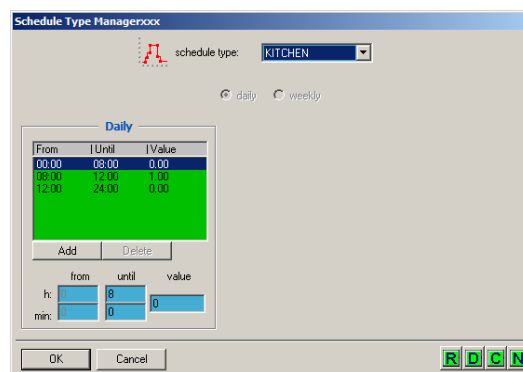 Schedule Type Managerxxx
schedule type: KITCHEN
daily weekly
Daily
From | Until | Value
00:00 08:00 0.00
08:00 12:00 1.00
12:00 24:00 0.00
Add Delete
from until value
h: 0 8
0
min: 0 0
OK Cancel R D C N